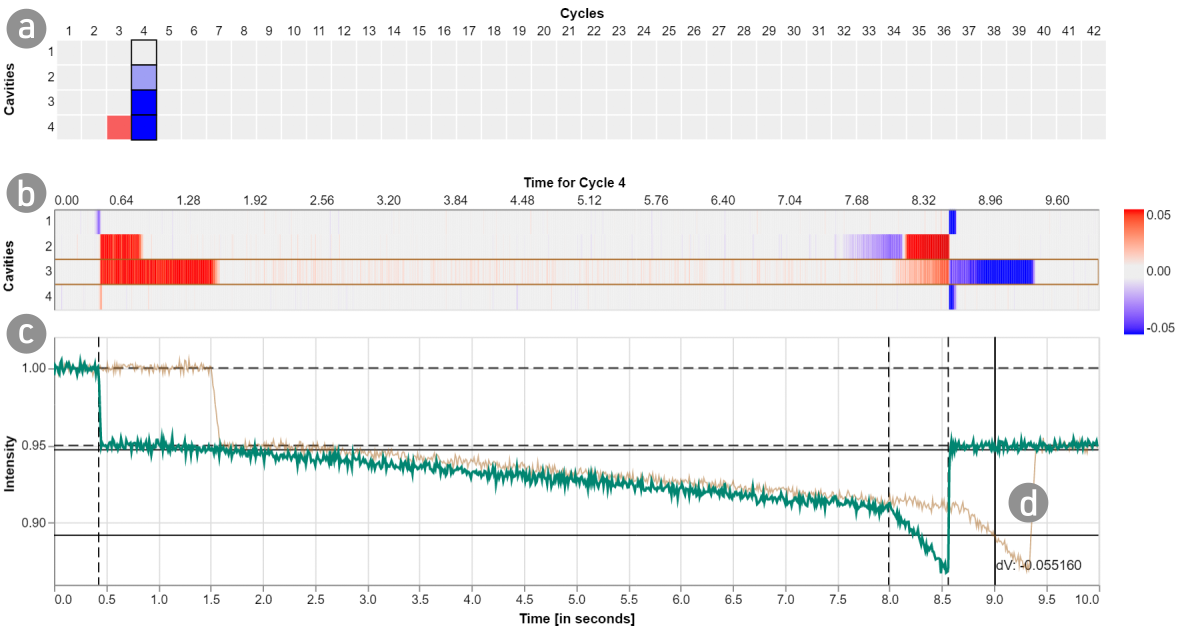 a
Cycles
1 2 3 4 5 6 7 8 9 10 11 12 13 14 15 16 17 18 19 20 21 22 23 24 25 26 27 28 29 30 31 32 33 34 35 36 37 38 39 40 41 42
Cavities
1
2
3
4
b
Time for Cycle 4
0.00 0.64 1.28 1.92 2.56 3.20 3.84 4.48 5.12 5.76 6.40 7.04 7.68 8.32 8.96 9.60
Cavities
1
2
3
4
0.05
0.00
-0.05
c
Intensity
1.00
0.95
0.90
d
dV: -0.055160
0.0 0.5 1.0 1.5 2.0 2.5 3.0 3.5 4.0 4.5 5.0 5.5 6.0 6.5 7.0 7.5 8.0 8.5 9.0 9.5 10.0
Time [in seconds]